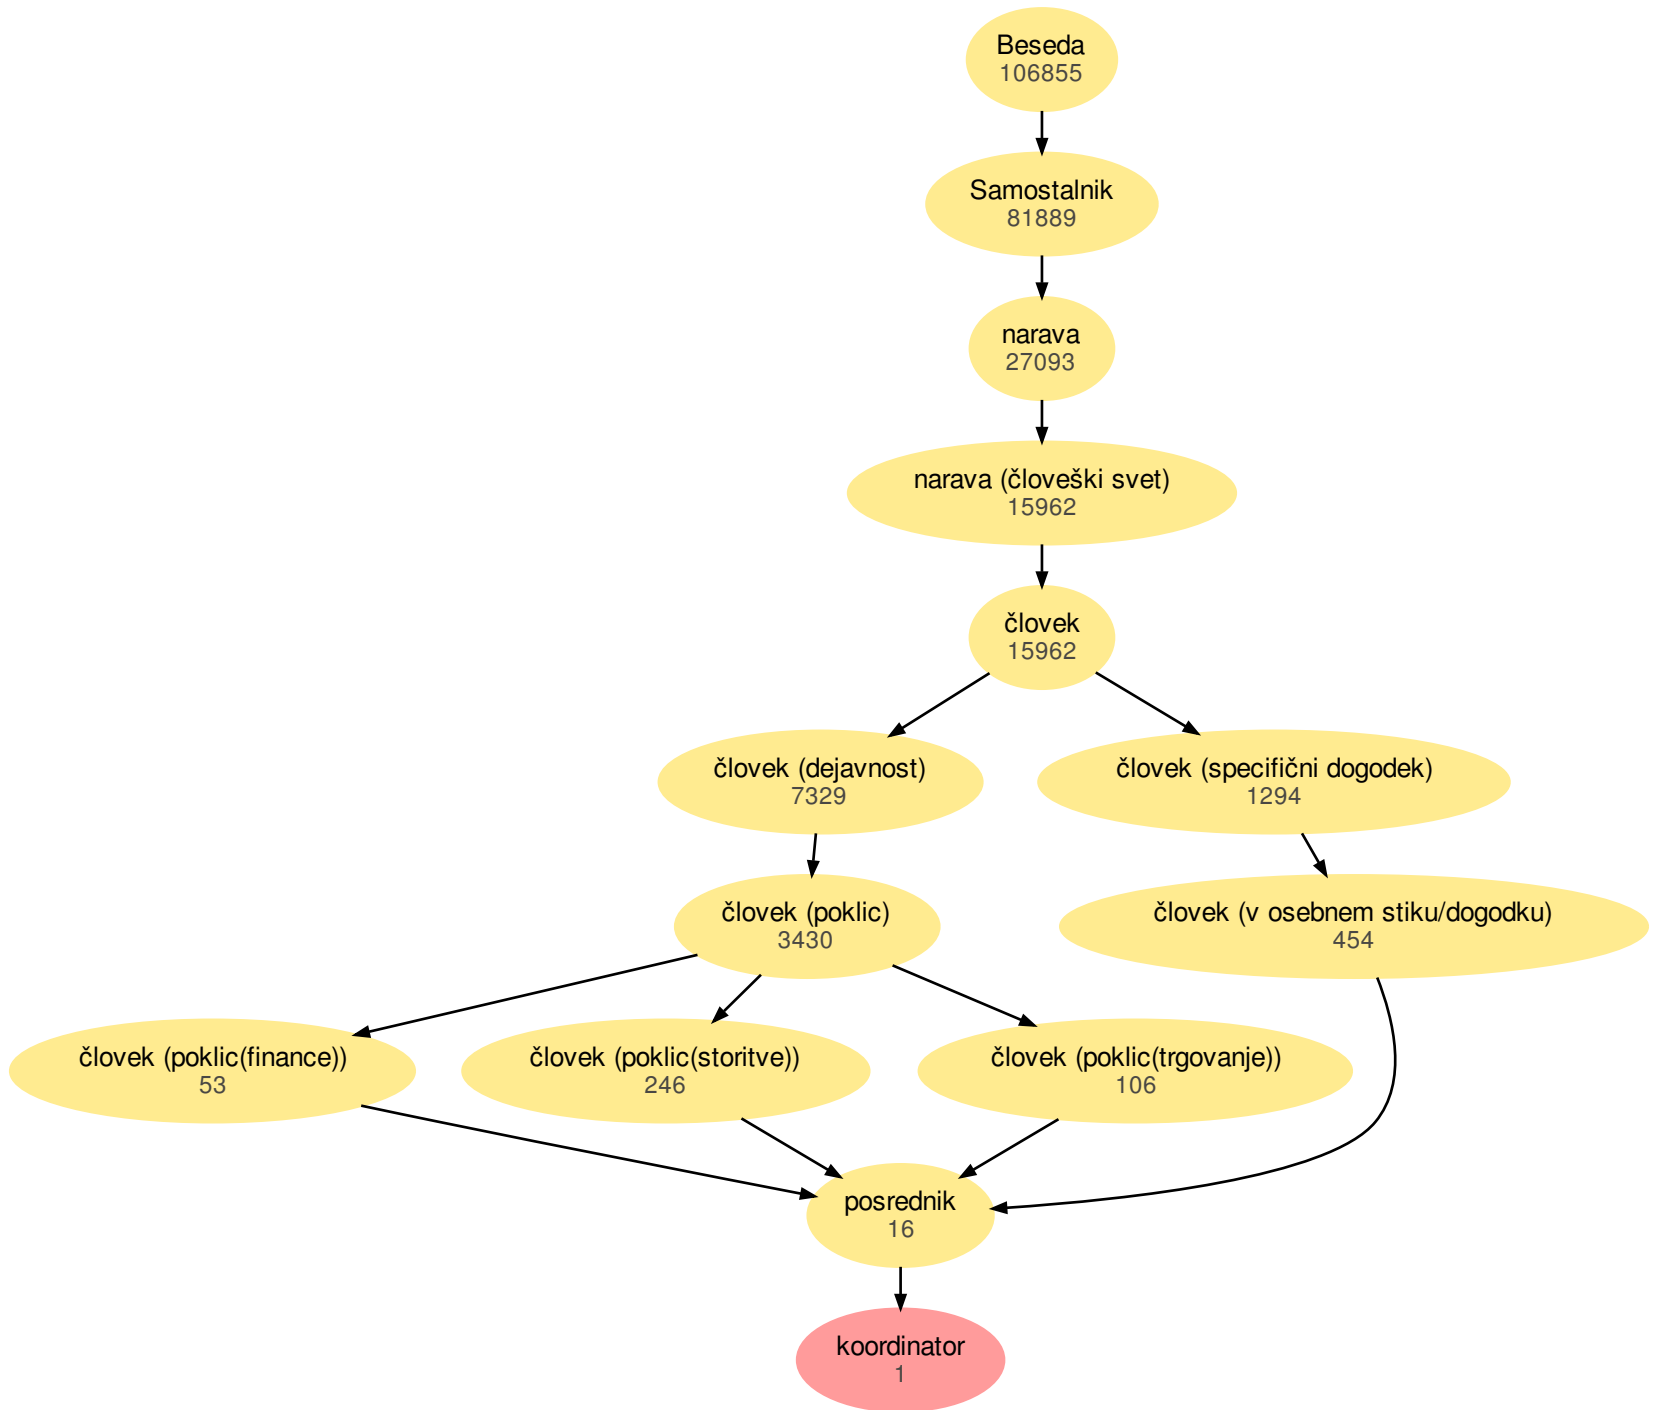 Beseda
106855
Samostalnik
81889
narava
27093
narava (človeški svet)
15962
človek
15962
človek (dejavnost)
7329
človek (specifični dogodek)
1294
človek (poklic)
3430
človek (v osebnem stiku/dogodku)
454
človek (poklic(finance))
53
človek (poklic(storitve))
246
človek (poklic(trgovanje))
106
posrednik
16
koordinator
1